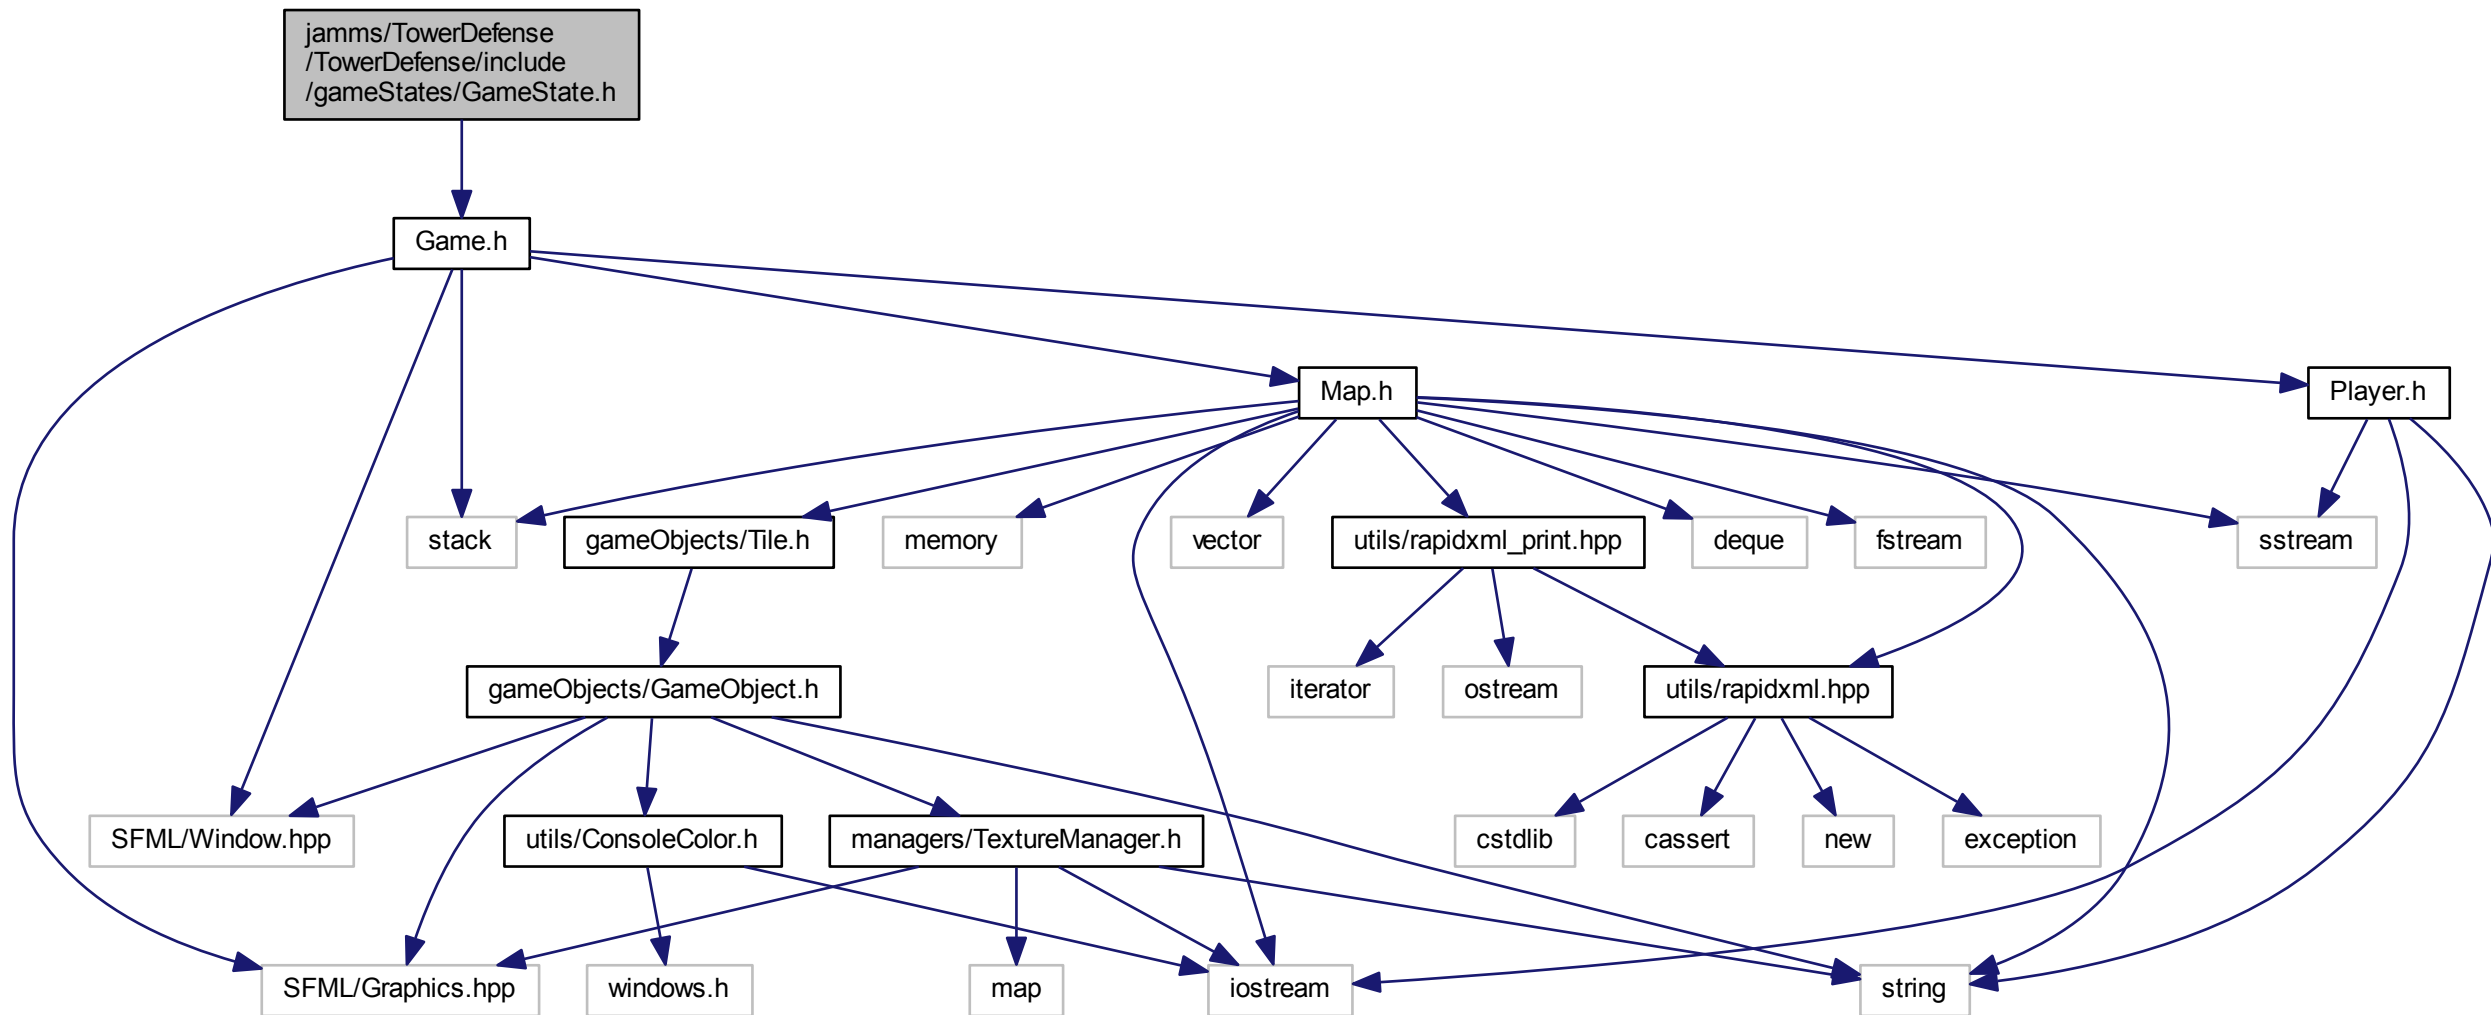 jamms/TowerDefense
/TowerDefense/include
/gameStates/GameState.h
Game.h
Map.h
Player.h
stack
gameObjects/Tile.h
memory
vector
utils/rapidxml_print.hpp
deque
fstream
sstream
gameObjects/GameObject.h
iterator
ostream
utils/rapidxml.hpp
SFML/Window.hpp
utils/ConsoleColor.h
managers/TextureManager.h
cstdlib
cassert
new
exception
SFML/Graphics.hpp
windows.h
map
iostream
string